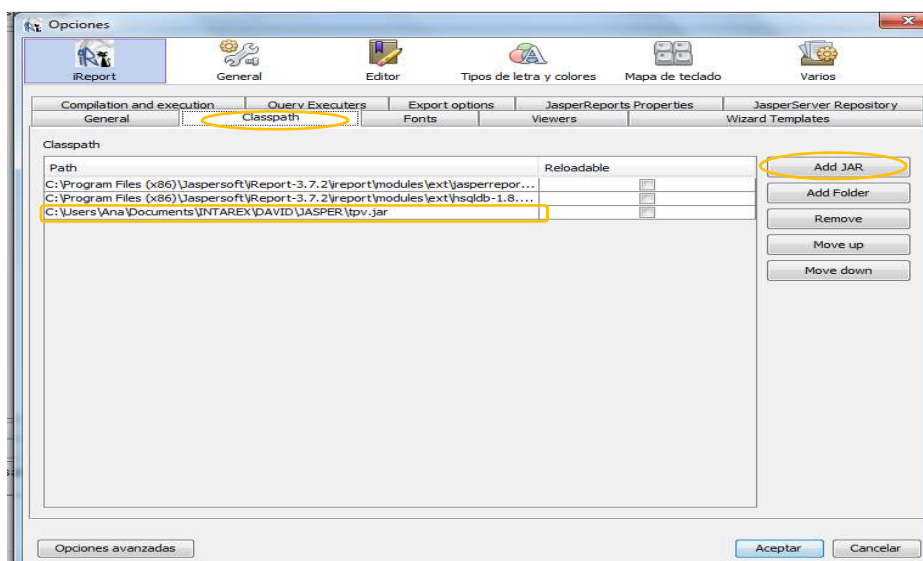 Opciones
iReport
General
Editor
Tipos de letra y colores
Mapa de teclado
Varios
Compilation and execution
Query Executers
Export options
JasperReports Properties
JasperServer Repository
General
Classpath
Fonts
Viewers
Wizard Templates
Classpath
Path
Reloadable
C:\Program Files (x86)\Jaspersoft\iReport-3.7.2\ireport\modules\ext\jasperrepor...
C:\Program Files (x86)\Jaspersoft\iReport-3.7.2\ireport\modules\ext\hsqldb-1.8....
C:\Users\Ana\Documents\INTAREX\DAVID\JASPER\tpv.jar
Add JAR
Add Folder
Remove
Move up
Move down
Opciones avanzadas
Aceptar
Cancelar